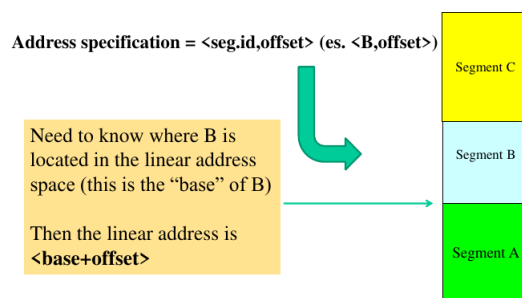 Address specification = <seg.id,offset> (es. <B,offset>)
Segment C
Need to know where B is
located in the linear address
space (this is the “base” of B)
Segment B
Then the linear address is
<base+offset>
Segment A